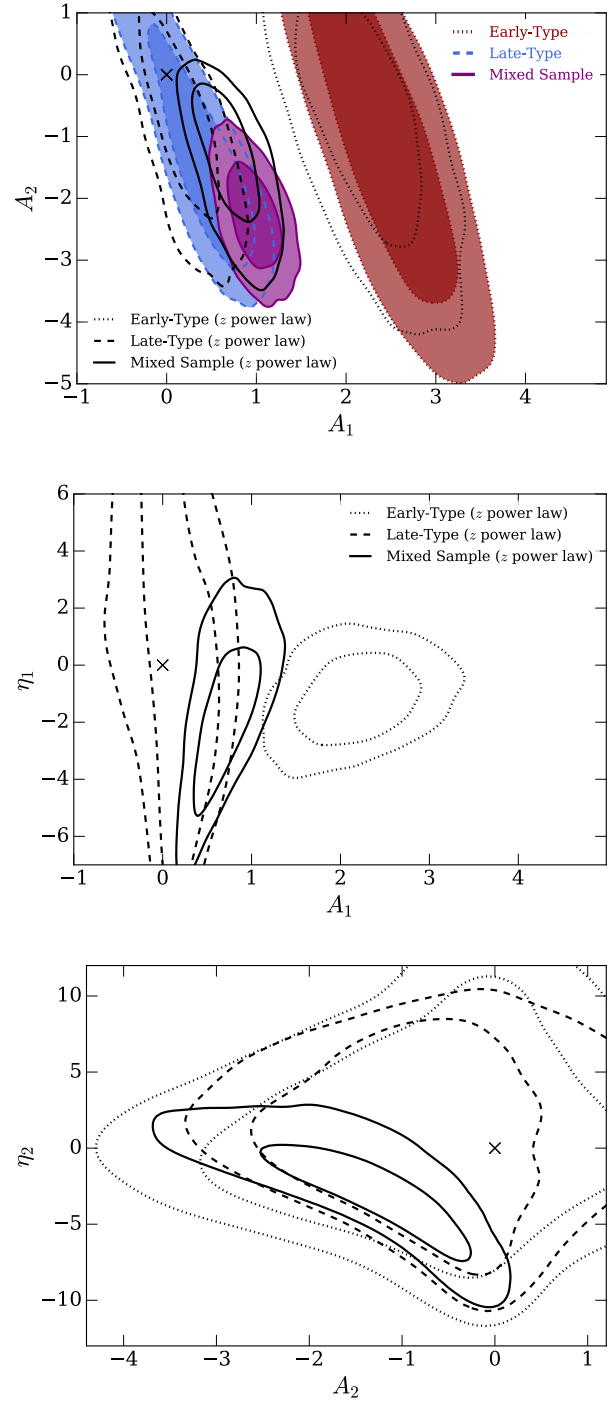 1
0
−1
−2
−3
−4
−5
A₂
Early-Type
Late-Type
Mixed Sample
Early-Type (z power law)
Late-Type (z power law)
Mixed Sample (z power law)
−1 0 1 2 3 4
A₁
6
4
2
0
−2
−4
−6
η₁
Early-Type (z power law)
Late-Type (z power law)
Mixed Sample (z power law)
−1 0 1 2 3 4
A₁
10
5
0
−5
−10
η₂
−4 −3 −2 −1 0 1
A₂